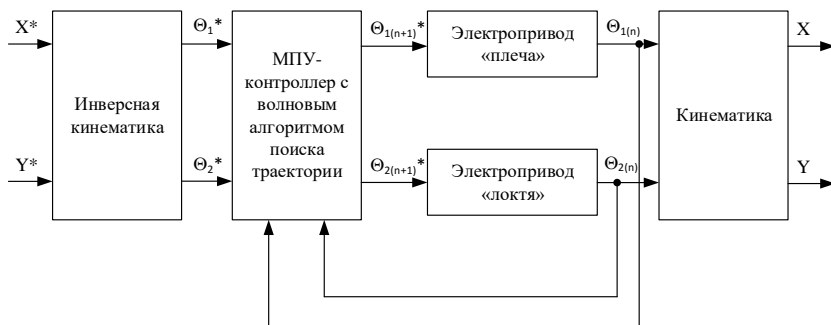 X*
Θ1*
Θ1(n+1)*
Θ1(n)
X
Инверсная
кинематика
МПУ-
контроллер с
волновым
алгоритмом
поиска
траектории
Электропривод
«плеча»
Кинематика
Y*
Θ2*
Θ2(n+1)*
Θ2(n)
Y
Электропривод
«локтя»